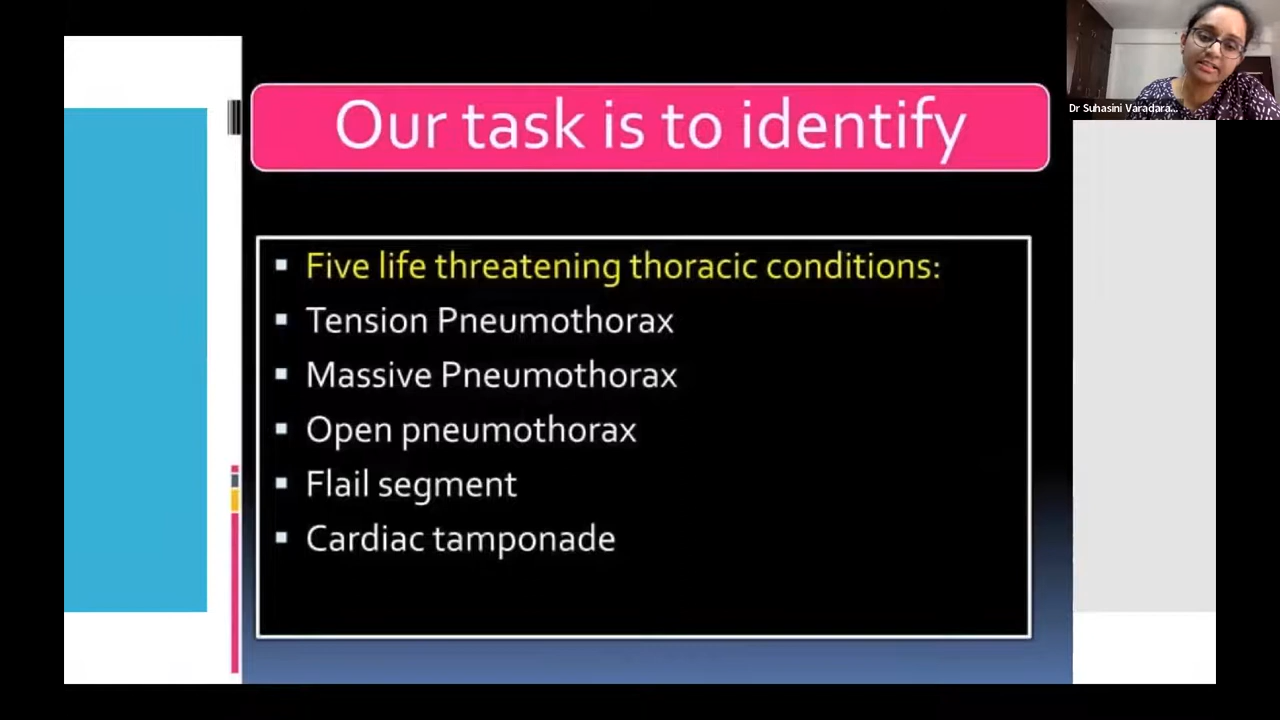 Our task is to identify
Dr Suhasini Varadara...
Five life threatening thoracic conditions:
Tension Pneumothorax
Massive Pneumothorax
Open pneumothorax
Flail segment
Cardiac tamponade